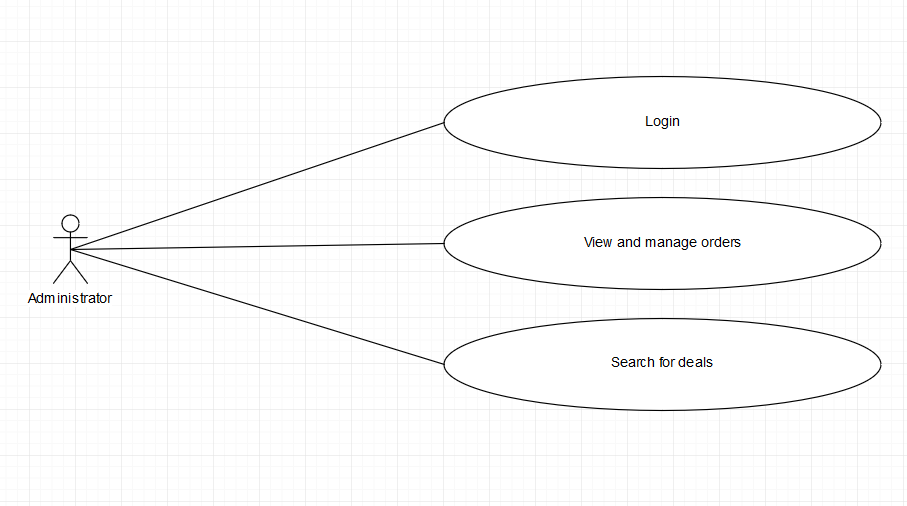 Login
View and manage orders
Administrator
Search for deals